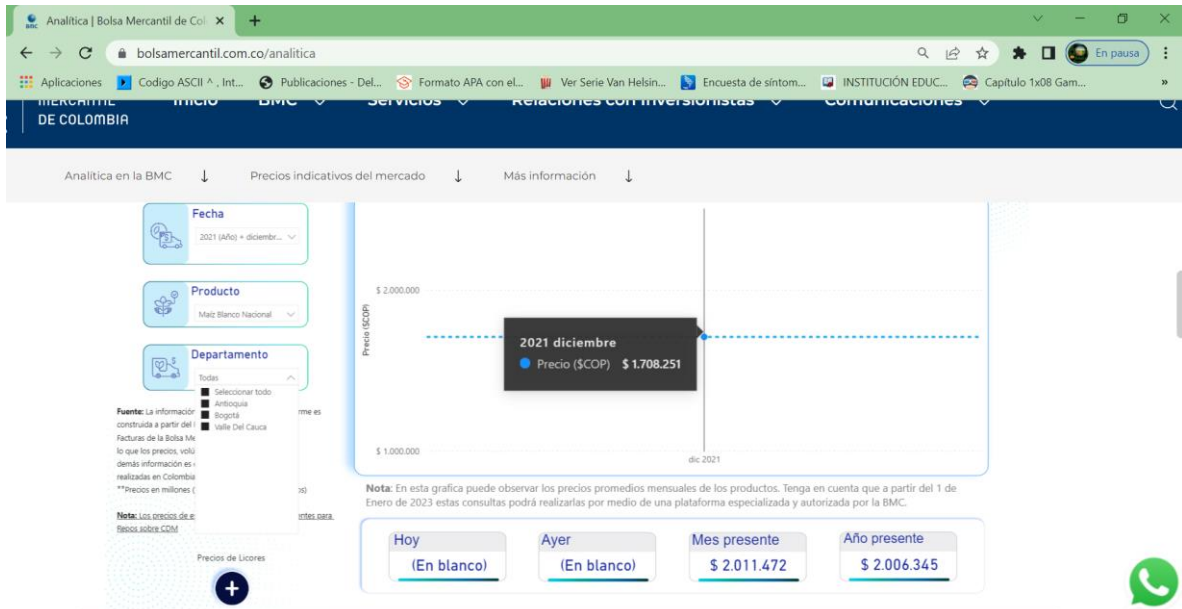 Analítica | Bolsa Mercantil de Col
bolsamercantil.com.co/analitica
En pausa
Aplicaciones
Codigo ASCII ^ , Int...
Publicaciones - Del...
Formato APA con el...
Ver Serie Van Helsin...
Encuesta de síntom...
INSTITUCIÓN EDUC...
Capítulo 1x08 Gam...
»
MERCANTIL
DE COLOMBIA
Inicio
BMC
Servicios
Relaciones con Inversionistas
Comunicaciones
Analítica en la BMC ↓
Precios indicativos del mercado ↓
Más información ↓
Fecha
2021 (Año) + diciembr...
Producto
Maíz Blanco Nacional
Departamento
Todas
Seleccionar todo
Antioquia
Bogotá
Valle Del Cauca
Fuente: La información
rme es
construida a partir del
Facturas de la Bolsa Me
lo que los precios, volú
demás información es
realizadas en Colombia
**Precios en millones (
os)
Nota: Los precios de
entes para
Repos sobre CDM
Precios de Licores
+
Precio ($COP)
$ 2.000.000
$ 1.000.000
2021 diciembre
Precio ($COP) $ 1.708.251
dic 2021
Nota: En esta grafica puede observar los precios promedios mensuales de los productos. Tenga en cuenta que a partir del 1 de
Enero de 2023 estas consultas podrá realizarlas por medio de una plataforma especializada y autorizada por la BMC.
Hoy
(En blanco)
Ayer
(En blanco)
Mes presente
$ 2.011.472
Año presente
$ 2.006.345